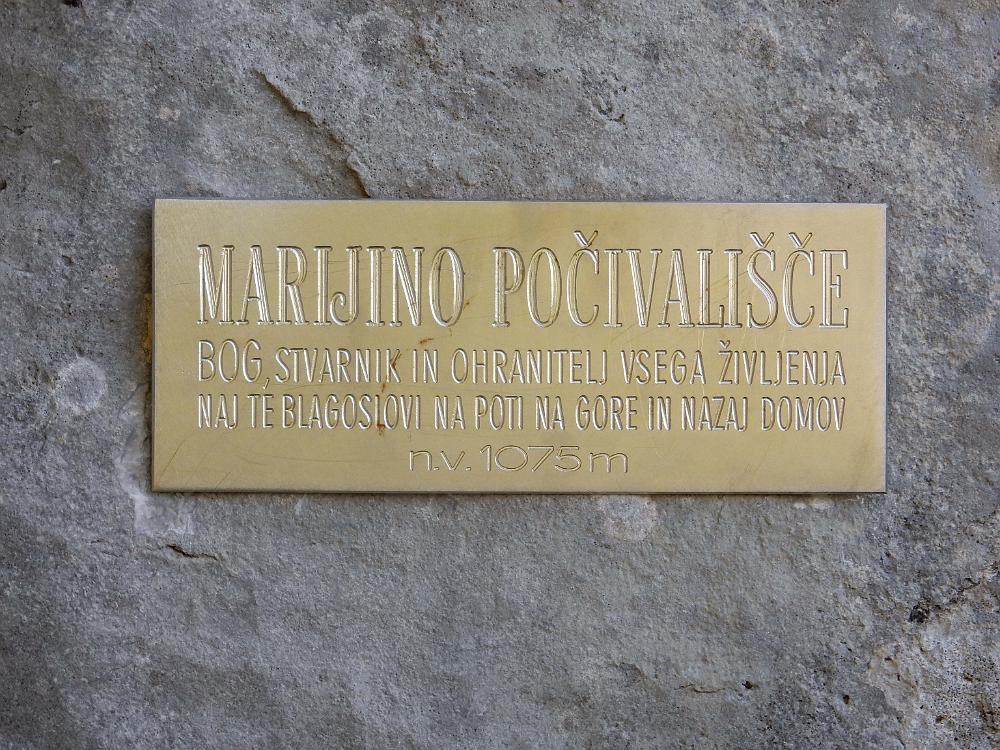 MARIJINO POČIVALIŠČE
BOG, STVARNIK IN OHRANITELJ VSEGA ŽIVLJENJA
NAJ TE BLAGOSLOVI NA POTI NA GORE IN NAZAJ DOMOV
n.v. 1075 m